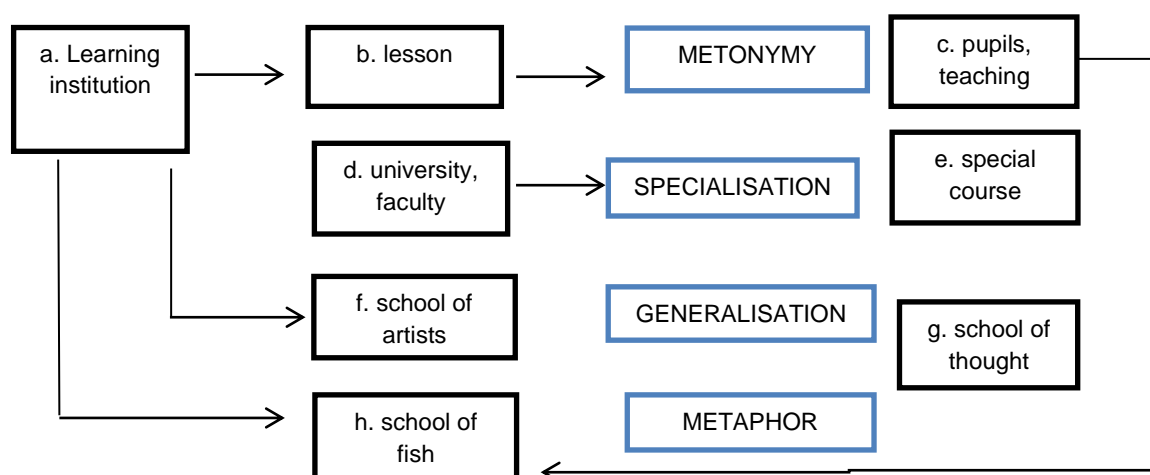 a. Learning
institution
b. lesson
METONYMY
c. pupils,
teaching
d. university,
faculty
SPECIALISATION
e. special
course
f. school of
artists
GENERALISATION
g. school of
thought
h. school of
fish
METAPHOR